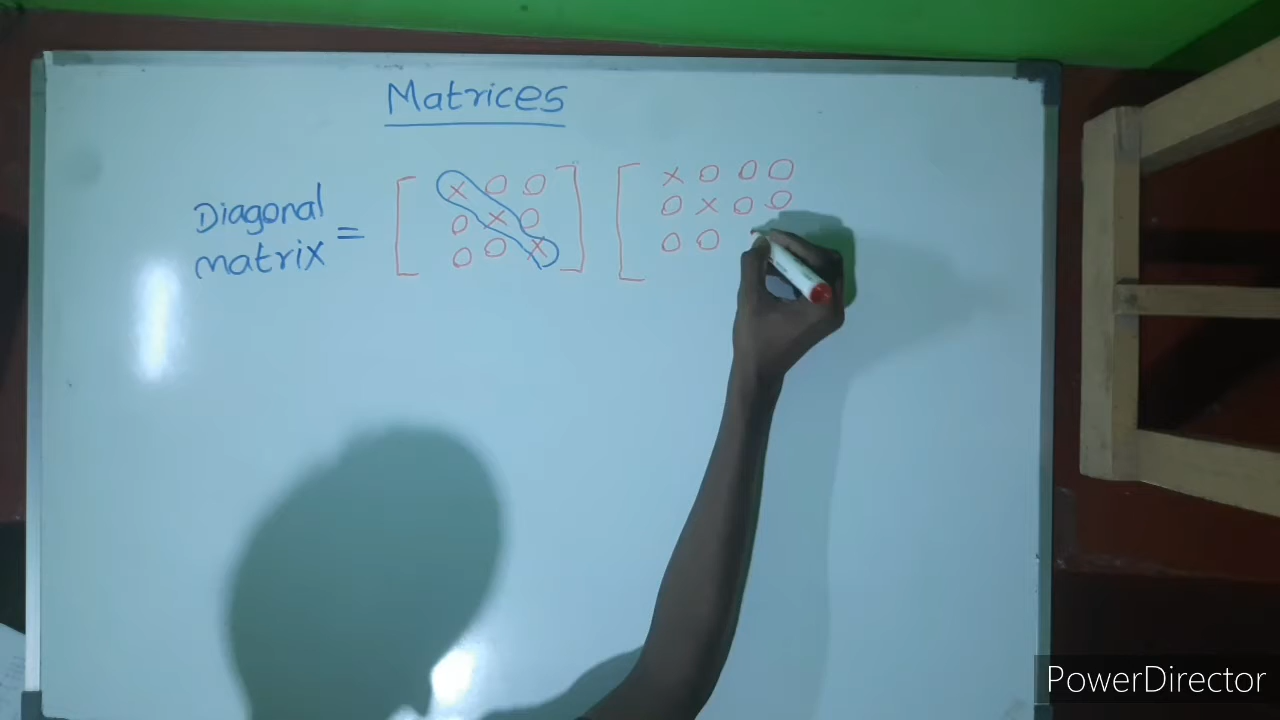 Matrices
Diagonal matrix = [ x 0 0 ] [ x 0 0 0
0 x 0 0 x 0 0
0 0 x 0 0
PowerDirector